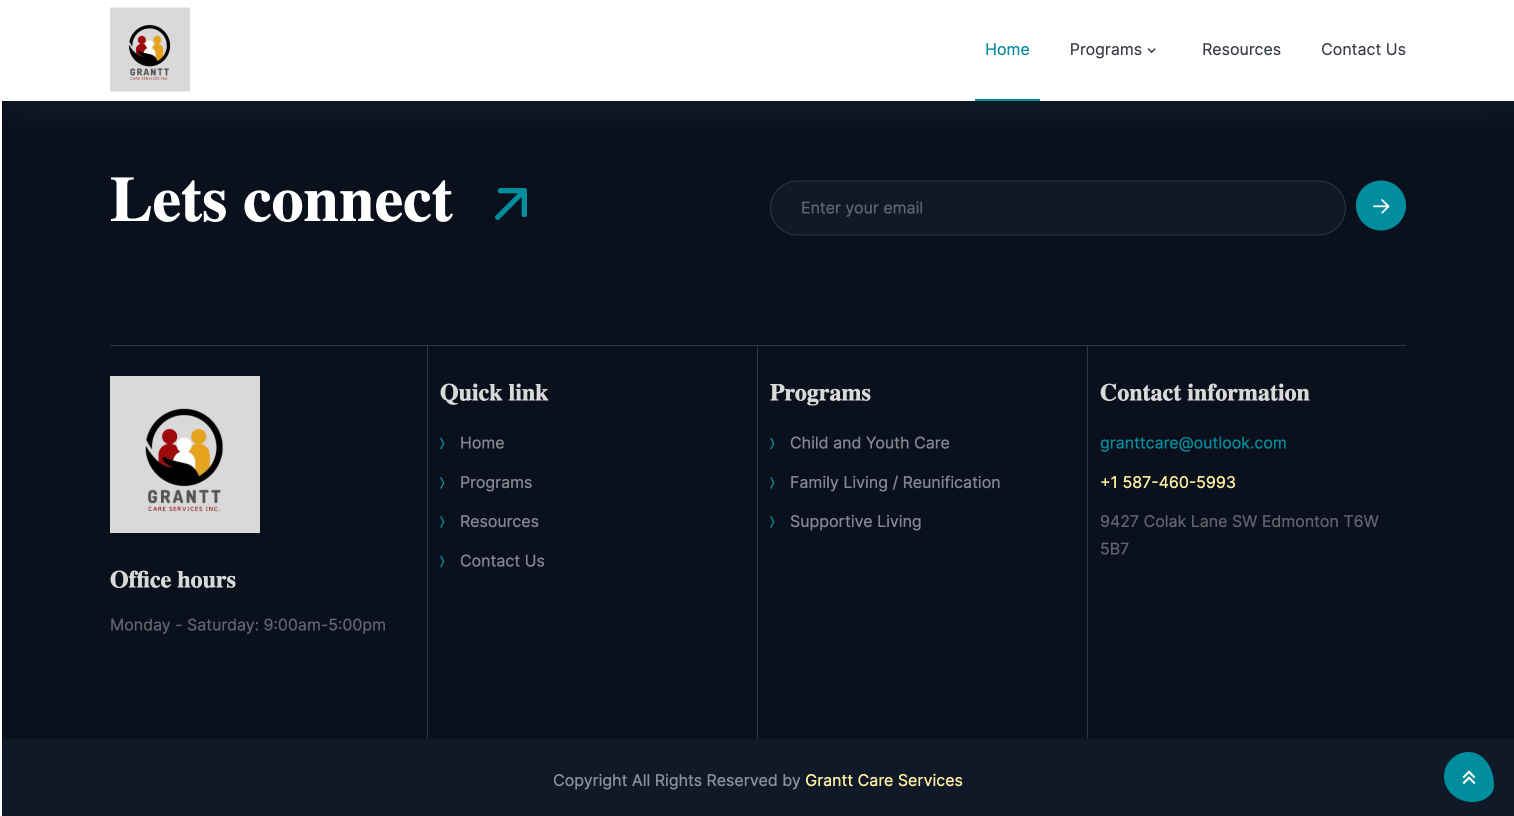 GRANTT
CARE SERVICES INC.
Home
Programs
Resources
Contact Us
Lets connect
Enter your email
GRANTT
CARE SERVICES INC.
Office hours
Monday - Saturday: 9:00am-5:00pm
Quick link
Home
Programs
Resources
Contact Us
Programs
Child and Youth Care
Family Living / Reunification
Supportive Living
Contact information
granttcare@outlook.com
+1 587-460-5993
9427 Colak Lane SW Edmonton T6W
5B7
Copyright All Rights Reserved by Grantt Care Services